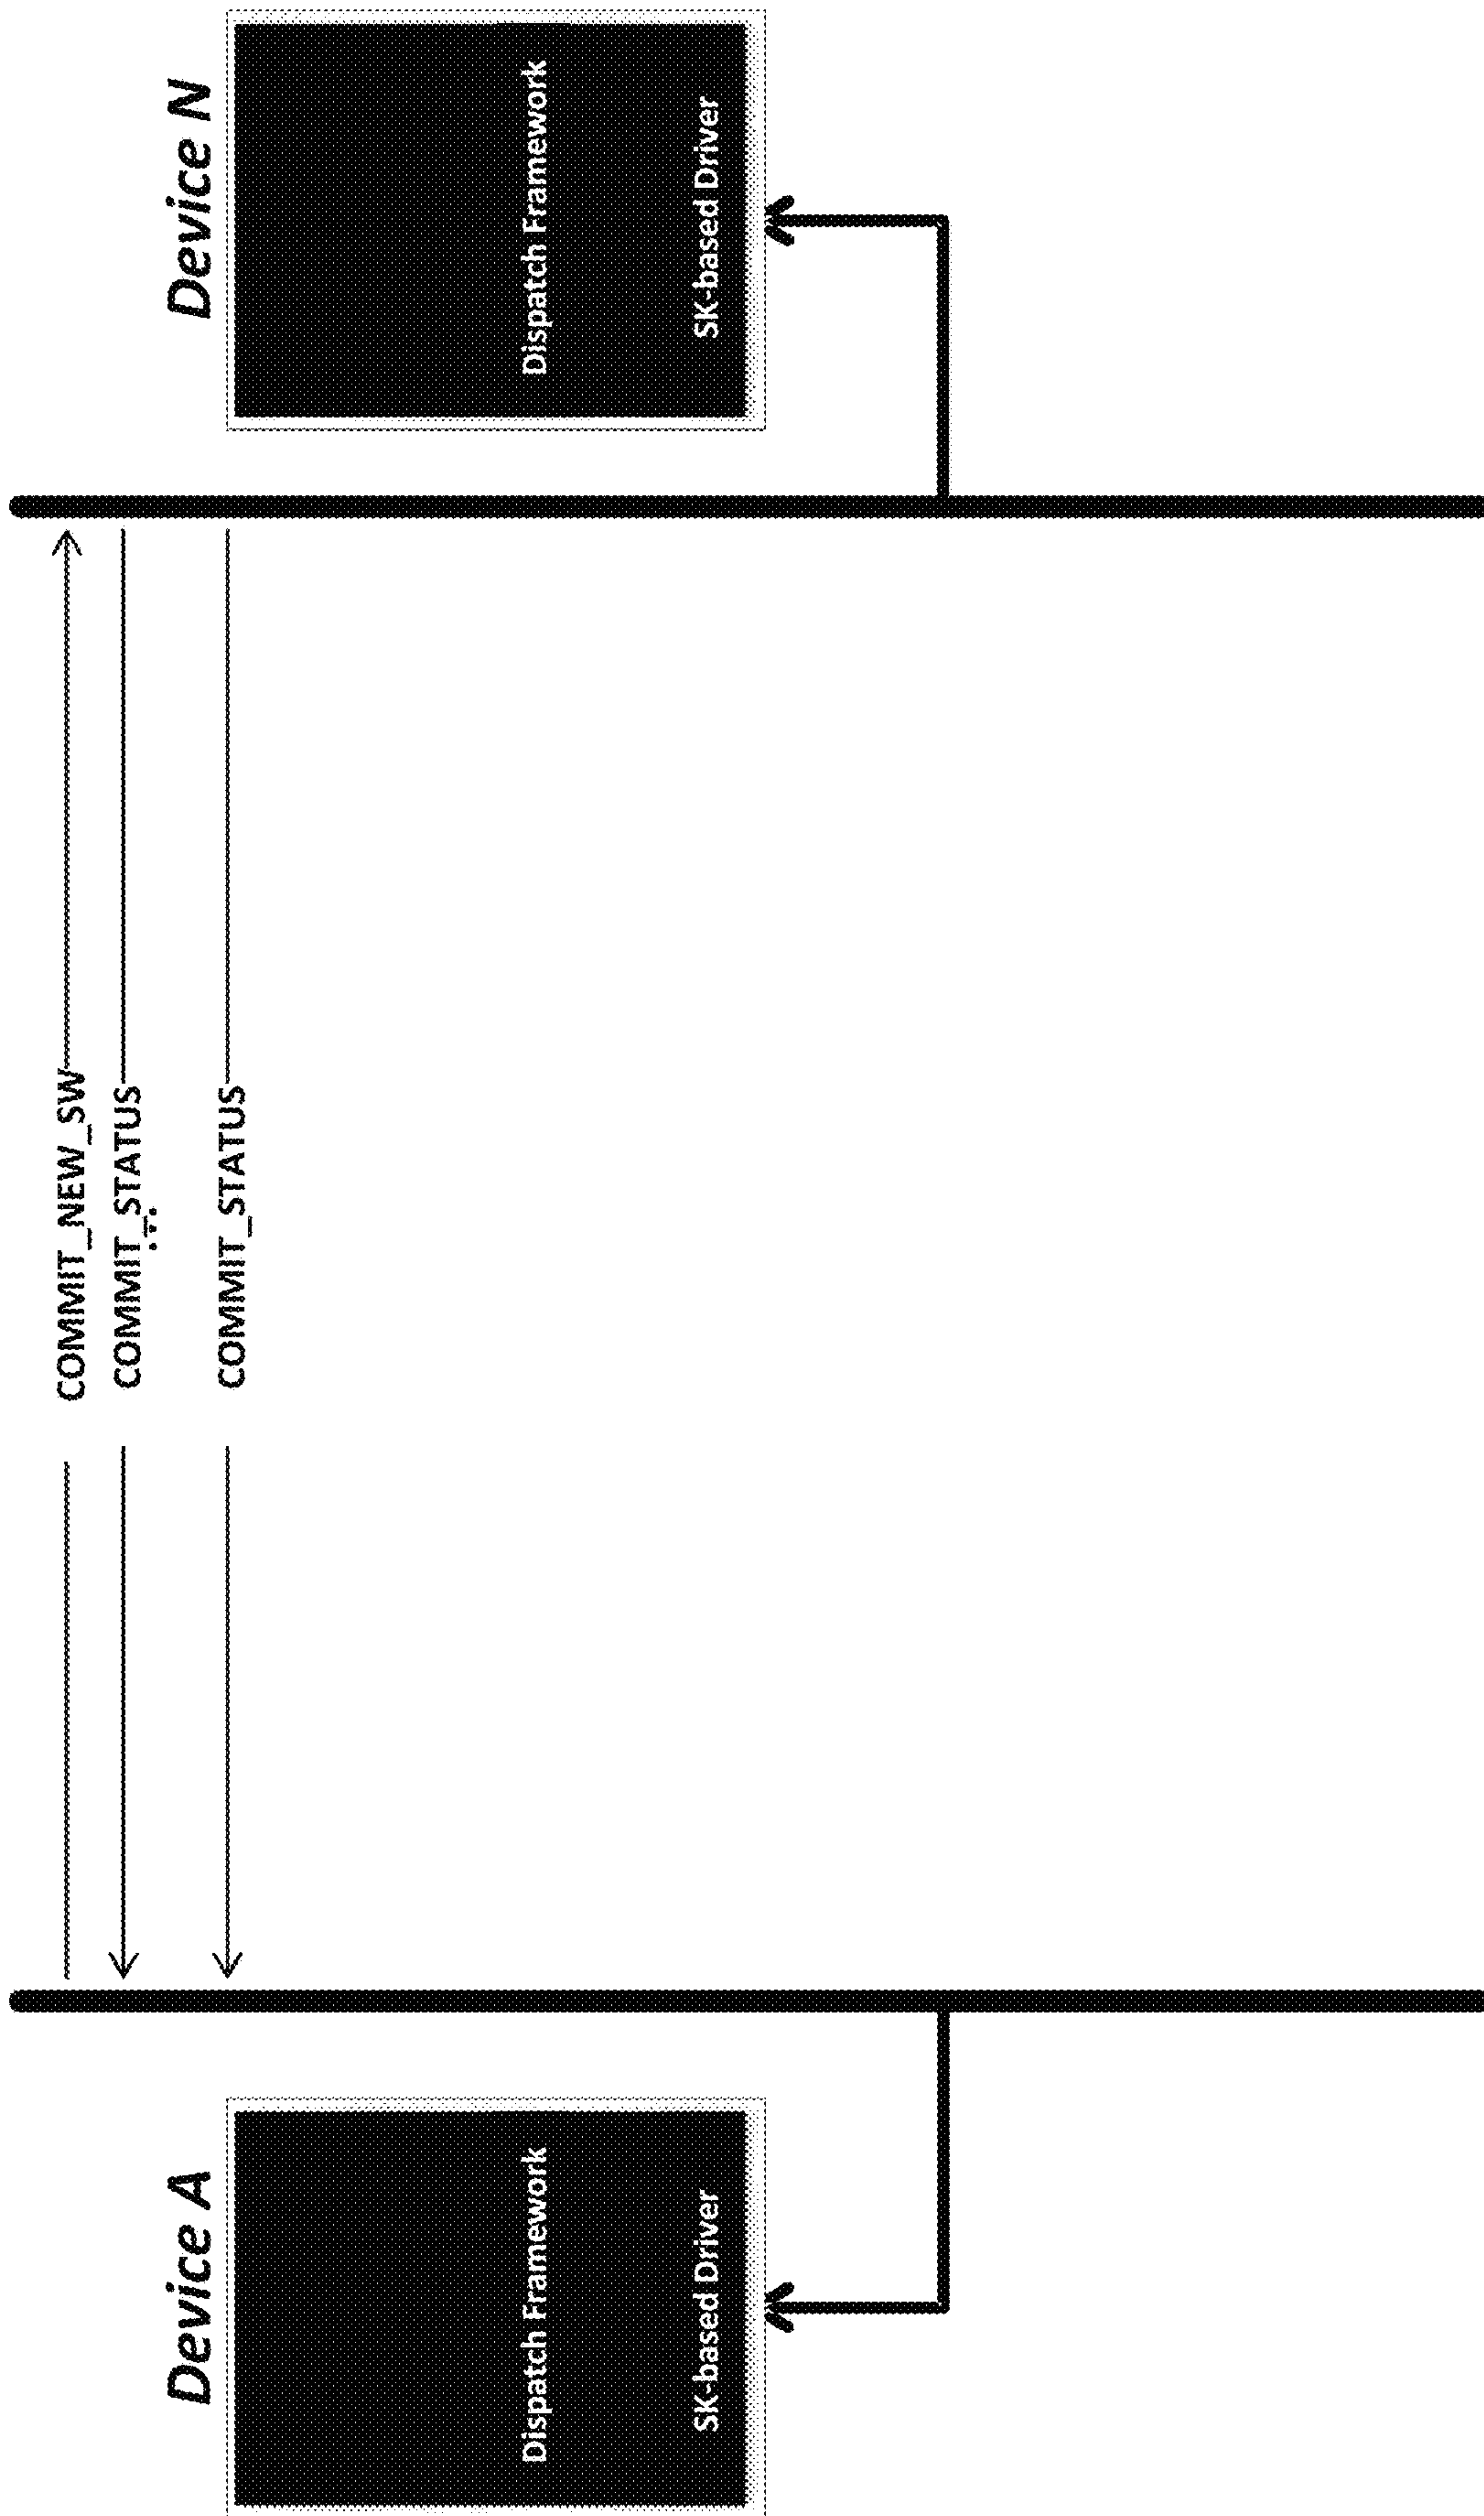 Device A
Device N
COMMIT_NEW_SW
COMMIT_STATUS
...
COMMIT_STATUS
Dispatch Framework
SK-based Driver
Dispatch Framework
SK-based Driver